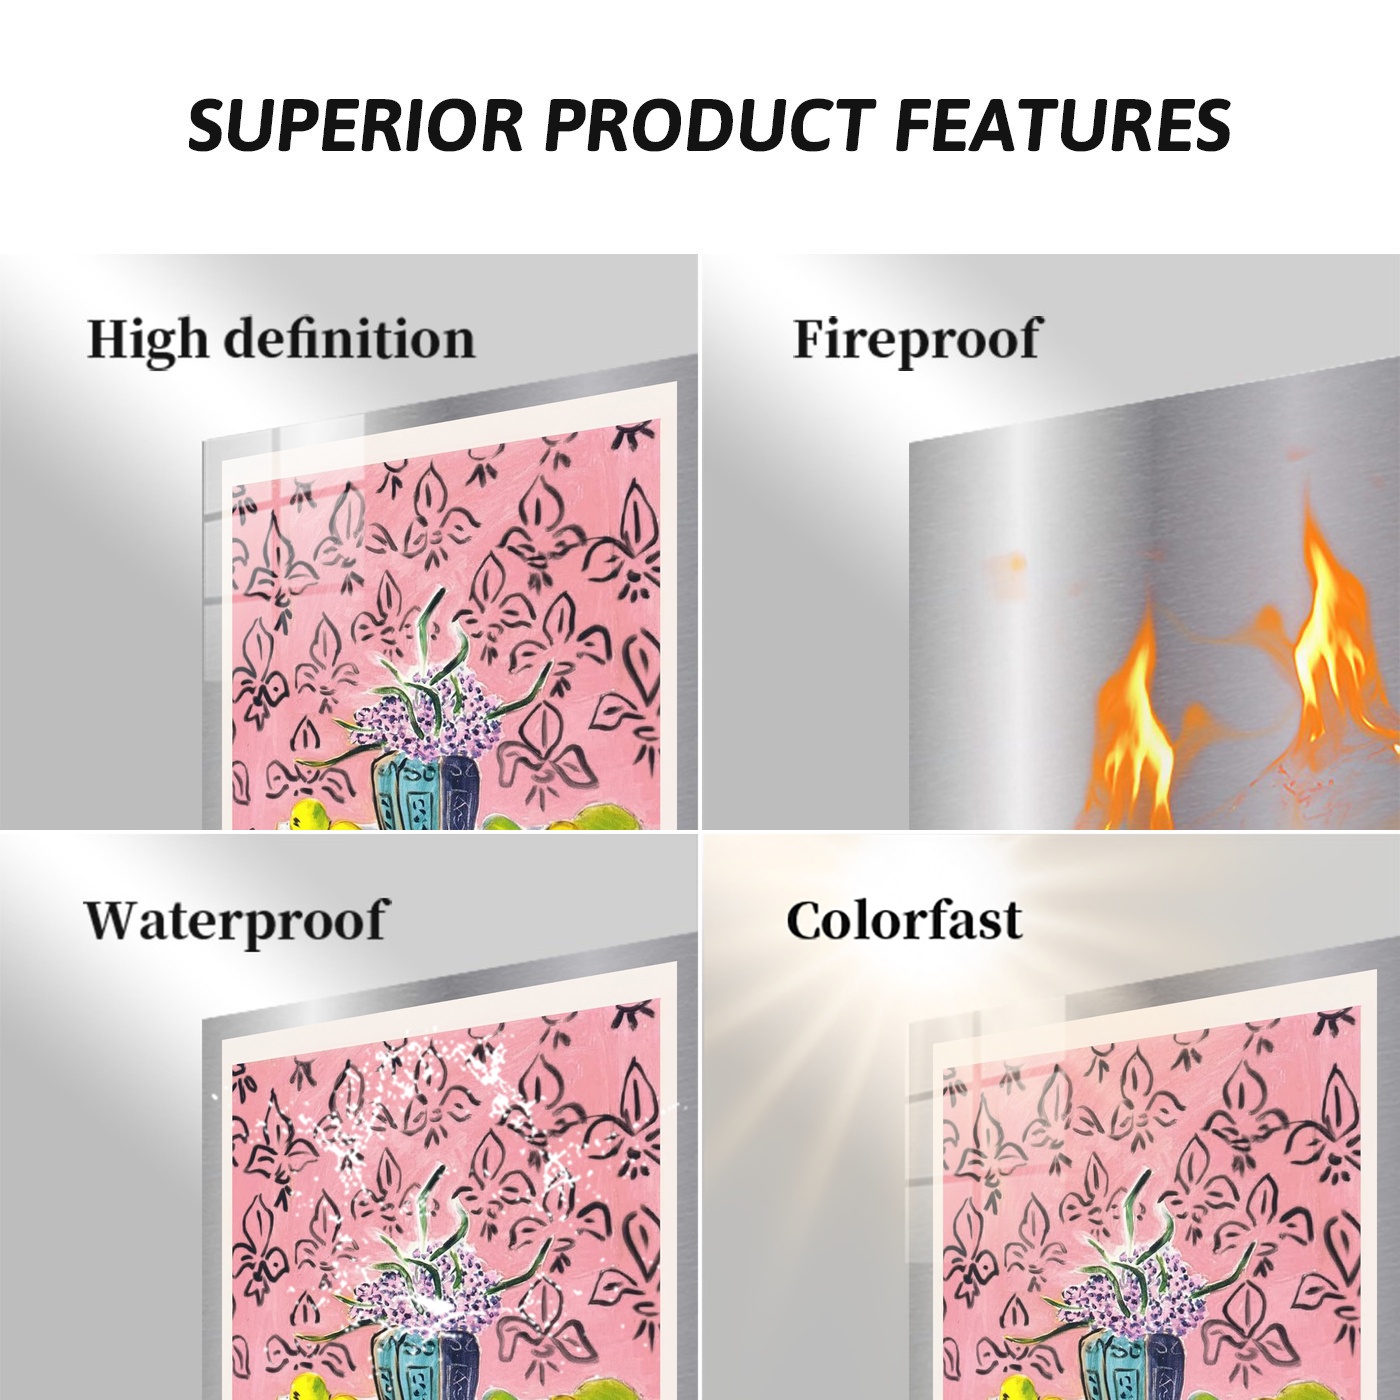 SUPERIOR PRODUCT FEATURES
High definition
Fireproof
Waterproof
Colorfast